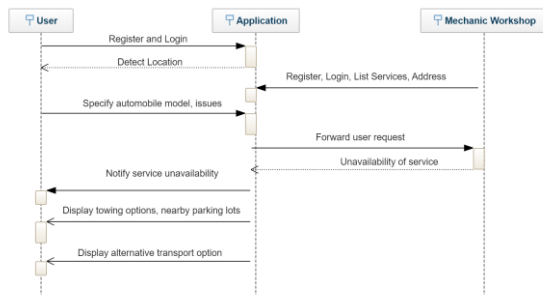 User
Application
Mechanic Workshop
Register and Login
Detect Location
Register, Login, List Services, Address
Specify automobile model, issues
Forward user request
Unavailability of service
Notify service unavailability
Display towing options, nearby parking lots
Display alternative transport option